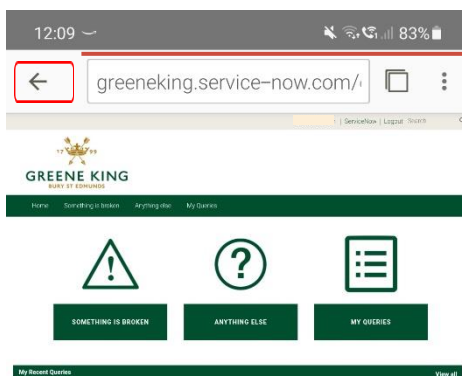 12:09 83%
greeneking.service-now.com/
| ServiceNow | Logout Search
17 99
GREENE KING
BURY ST EDMUNDS
Home Something is broken Anything else My Queries
SOMETHING IS BROKEN ANYTHING ELSE MY QUERIES
My Recent Queries View all